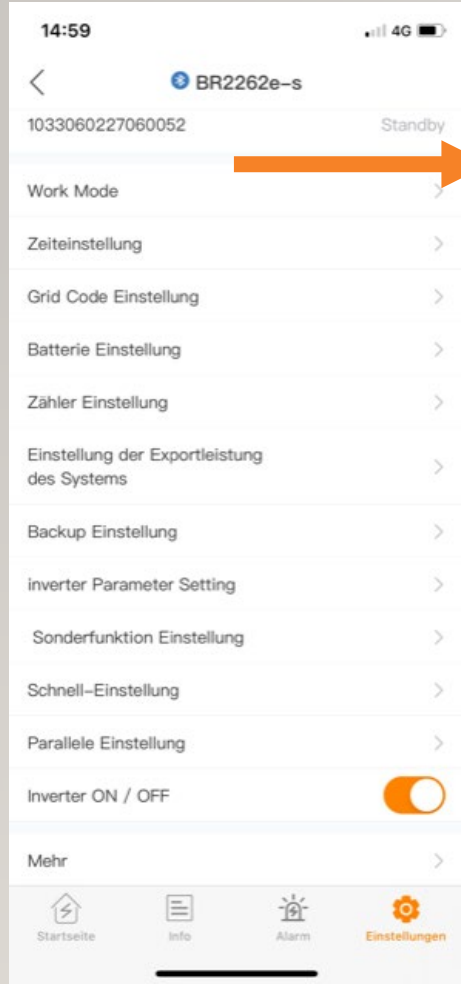 14:59
4G
BR2262e-s
1033060227060052 Standby
Work Mode
Zeiteinstellung
Grid Code Einstellung
Batterie Einstellung
Zähler Einstellung
Einstellung der Exportleistung
des Systems
Backup Einstellung
inverter Parameter Setting
Sonderfunktion Einstellung
Schnell-Einstellung
Parallele Einstellung
Inverter ON / OFF
Mehr
Startseite Info Alarm Einstellungen